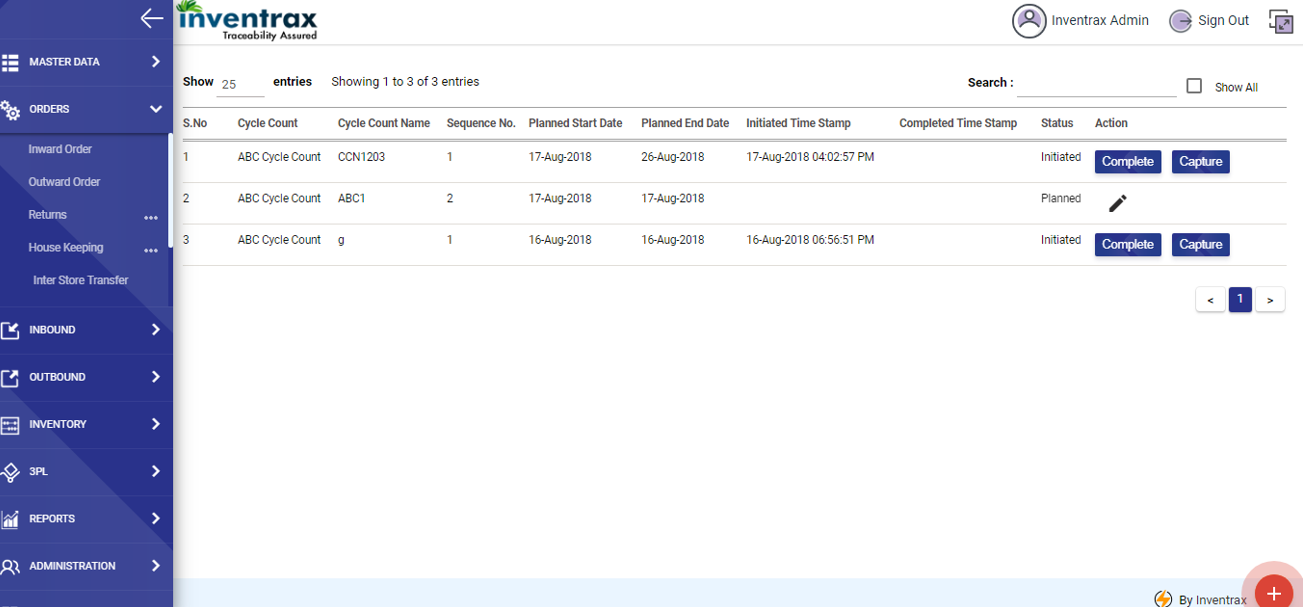 inventrax
Traceability Assured
Inventrax Admin
Sign Out
MASTER DATA
ORDERS
Inward Order
Outward Order
Returns
House Keeping
Inter Store Transfer
INBOUND
OUTBOUND
INVENTORY
3PL
REPORTS
ADMINISTRATION
Show 25 entries Showing 1 to 3 of 3 entries Search : Show All
S.No Cycle Count Cycle Count Name Sequence No. Planned Start Date Planned End Date Initiated Time Stamp Completed Time Stamp Status Action
1 ABC Cycle Count CCN1203 1 17-Aug-2018 26-Aug-2018 17-Aug-2018 04:02:57 PM Initiated Complete Capture
2 ABC Cycle Count ABC1 2 17-Aug-2018 17-Aug-2018 Planned
3 ABC Cycle Count g 1 16-Aug-2018 16-Aug-2018 16-Aug-2018 06:56:51 PM Initiated Complete Capture
< 1 >
By Inventrax
+